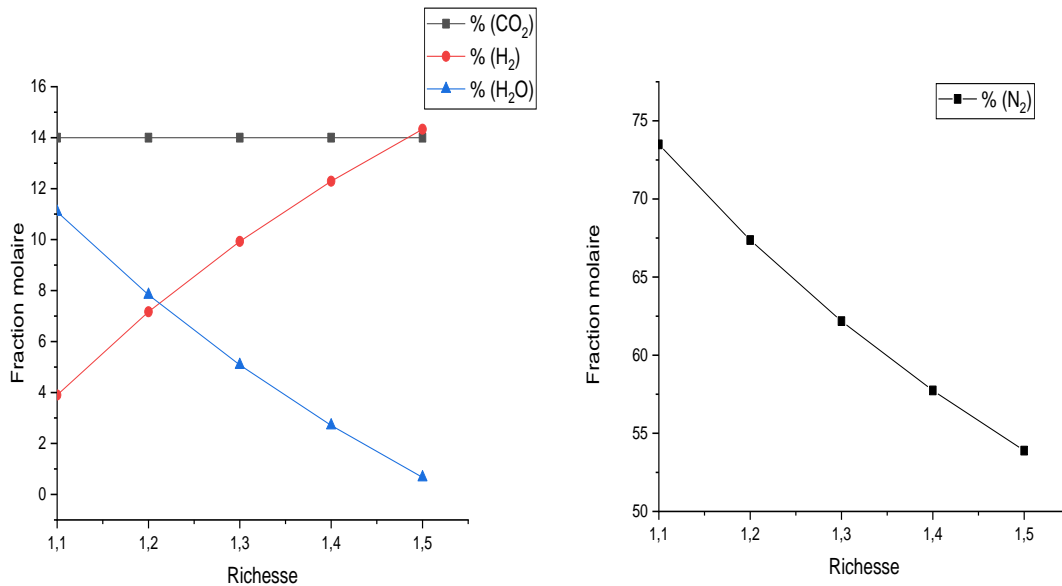 % (CO₂)
% (H₂)
% (H₂O)
16
14
12
10
8
6
4
2
0
Fraction molaire
1,1 1,2 1,3 1,4 1,5
Richesse
% (N₂)
75
70
65
60
55
50
Fraction molaire
1,1 1,2 1,3 1,4 1,5
Richesse